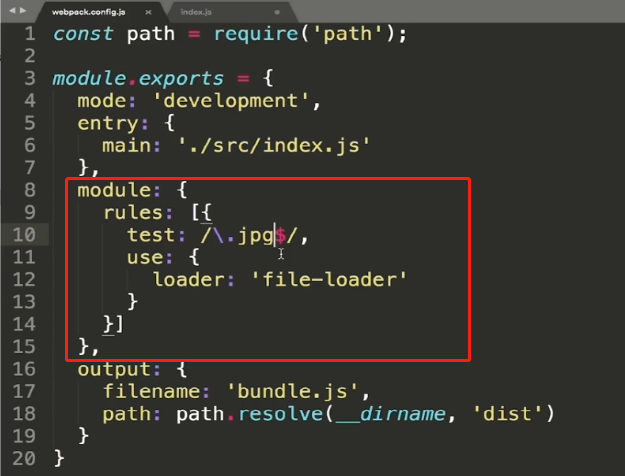 webpack.config.js × index.js
1 const path = require('path');
2
3 module.exports = {
4   mode: 'development',
5   entry: {
6     main: './src/index.js'
7   },
8   module: {
9     rules: [{
10       test: /\.jpg$/,
11       use: {
12         loader: 'file-loader'
13       }
14     }]
15   },
16   output: {
17     filename: 'bundle.js',
18     path: path.resolve(__dirname, 'dist')
19   }
20 }